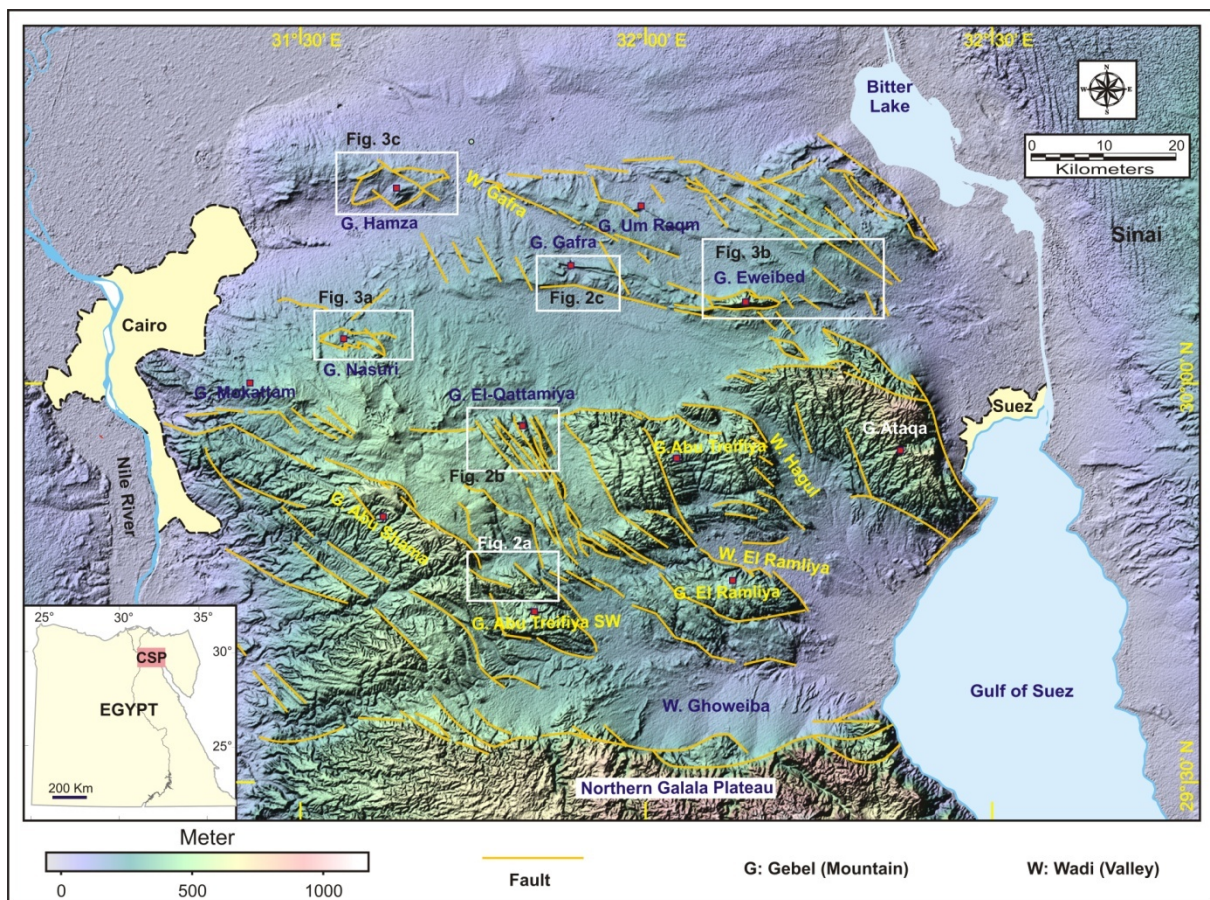 31°30' E
32°00' E
32°30' E
Bitter
Lake
N
W
E
S
0
10
20
Kilometers
Fig. 3c
W. Gafra
G. Hamza
G. Um Raqm
Sinai
G. Gafra
Fig. 3b
G. Eweibed
Fig. 2c
Fig. 3a
Cairo
G. Nasuri
30°00' N
G. Mokattam
G. El-Qattamiya
Suez
G.Ataqa
G.Abu Treifiya
W. Hagul
Fig. 2b
Nile River
G. Abu Shama
Fig. 2a
W. El Ramliya
G. El Ramliya
G. Abu Treifiya SW
25°
30°
35°
CSP
30°
EGYPT
25°
200 Km
W. Ghoweiba
Gulf of Suez
29°30' N
Northern Galala Plateau
Meter
0
500
1000
Fault
G: Gebel (Mountain)
W: Wadi (Valley)